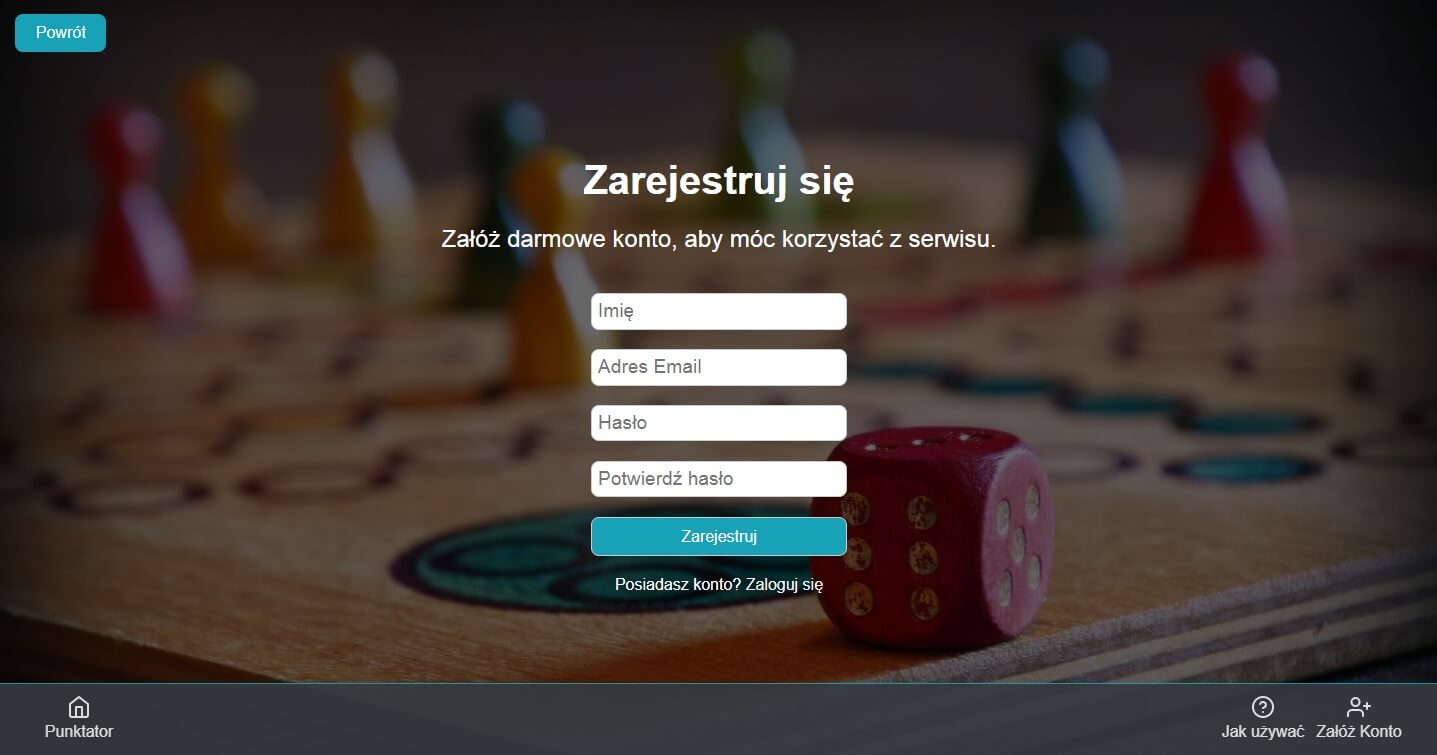 Powrót
Zarejestruj się
Załóż darmowe konto, aby móc korzystać z serwisu.
Imię
Adres Email
Hasło
Potwierdź hasło
Zarejestruj
Posiadasz konto? Zaloguj się
Punktator
Jak używać
Załóż Konto